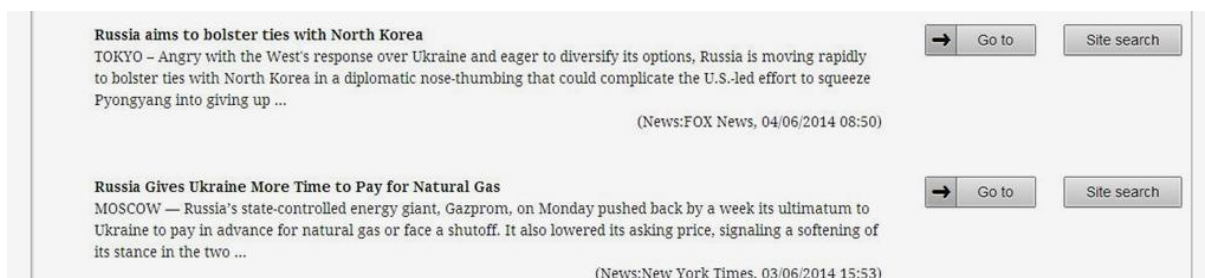 Russia aims to bolster ties with North Korea
TOKYO – Angry with the West's response over Ukraine and eager to diversify its options, Russia is moving rapidly
to bolster ties with North Korea in a diplomatic nose-thumbing that could complicate the U.S.-led effort to squeeze
Pyongyang into giving up ...
(News:FOX News, 04/06/2014 08:50)
Go to
Site search
Russia Gives Ukraine More Time to Pay for Natural Gas
MOSCOW — Russia’s state-controlled energy giant, Gazprom, on Monday pushed back by a week its ultimatum to
Ukraine to pay in advance for natural gas or face a shutoff. It also lowered its asking price, signaling a softening of
its stance in the two ...
(News:New York Times, 03/06/2014 15:53)
Go to
Site search